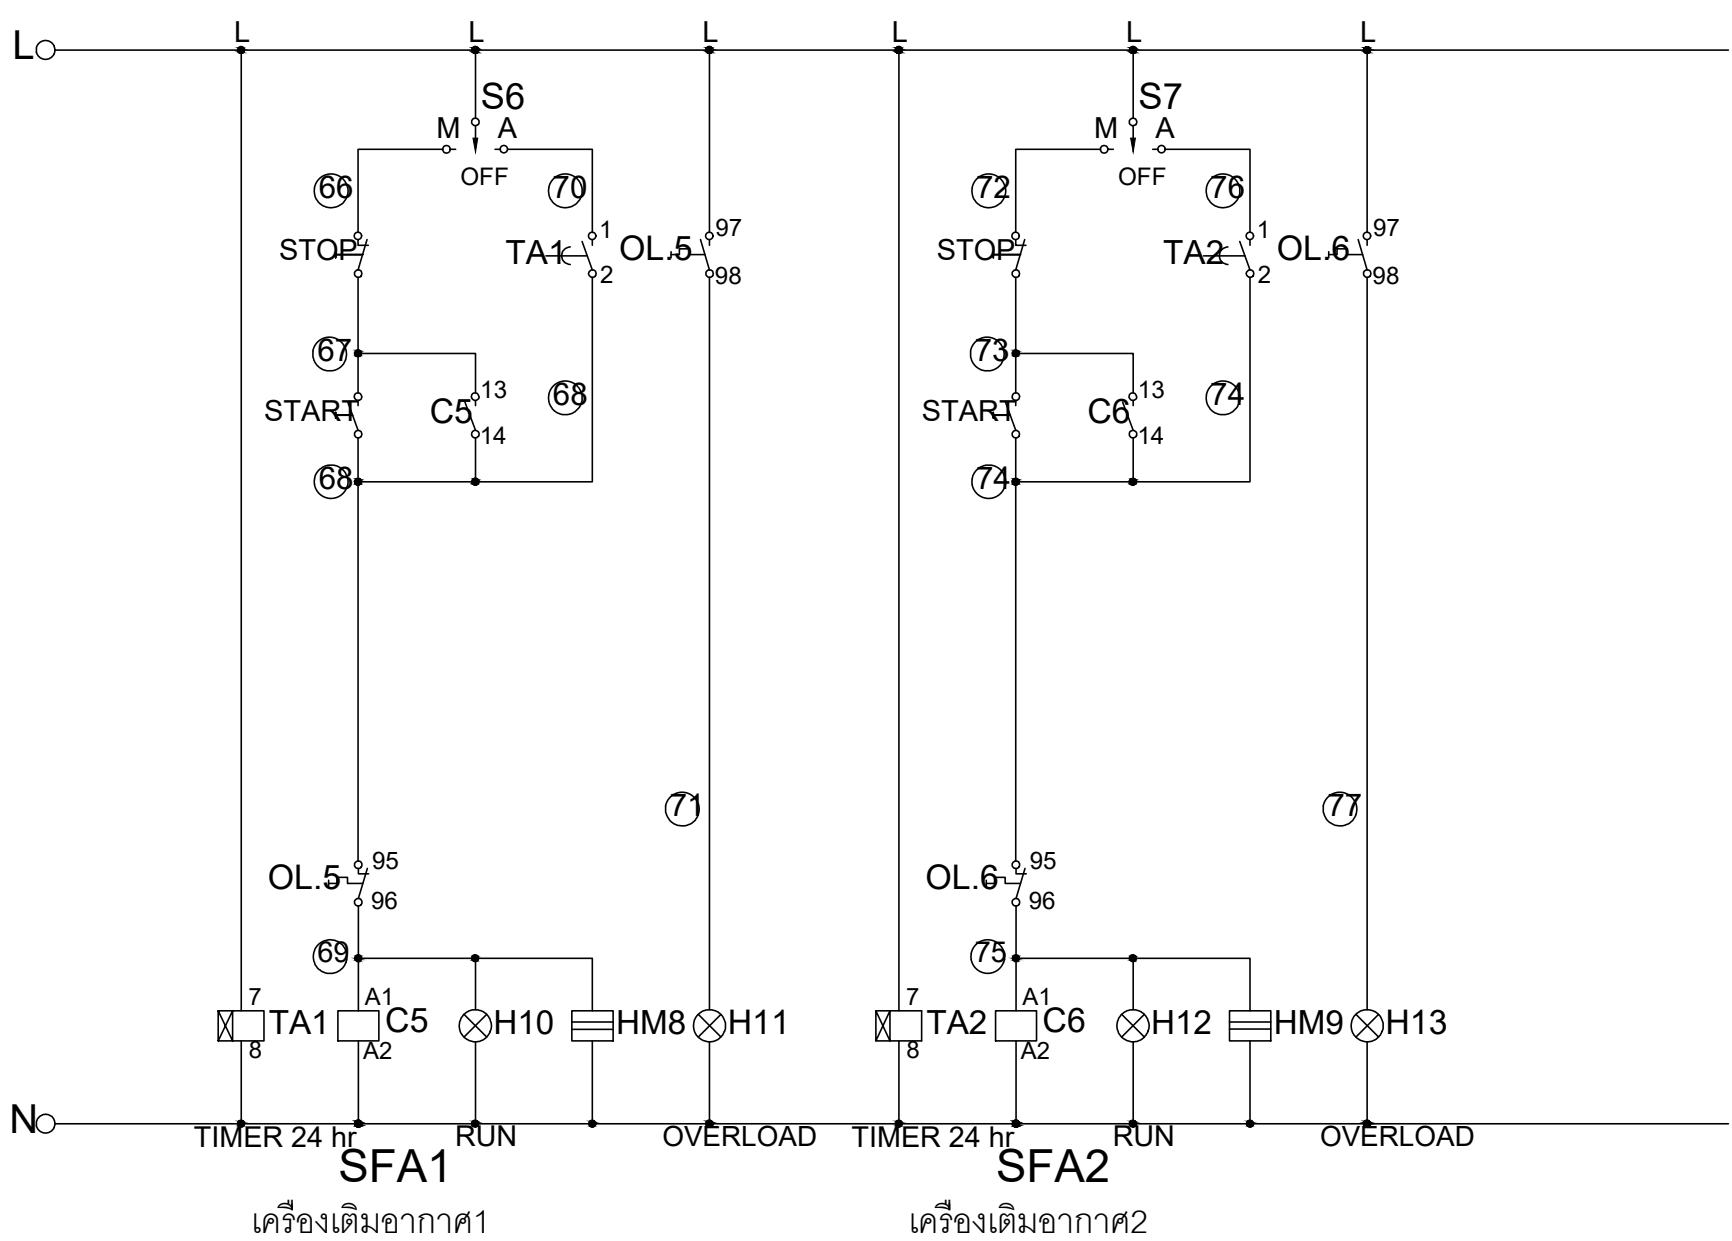 L L L L L L L
S6 S7
M A M A
OFF OFF
66 70 72 76
1 97 1 97
STOP TA1 OL.5 STOP TA2 OL.6
2 98 2 98
67 73
13 68 13 74
START C5 START C6
14 14
68 74
71 77
95 95
OL.5 OL.6
96 96
69 75
7 A1 7 A1
TA1 C5 H10 HM8 H11 TA2 C6 H12 HM9 H13
8 A2 8 A2
N
TIMER 24 hr RUN OVERLOAD TIMER 24 hr RUN OVERLOAD
SFA1 SFA2
เครื่องเติมอากาศ1 เครื่องเติมอากาศ2